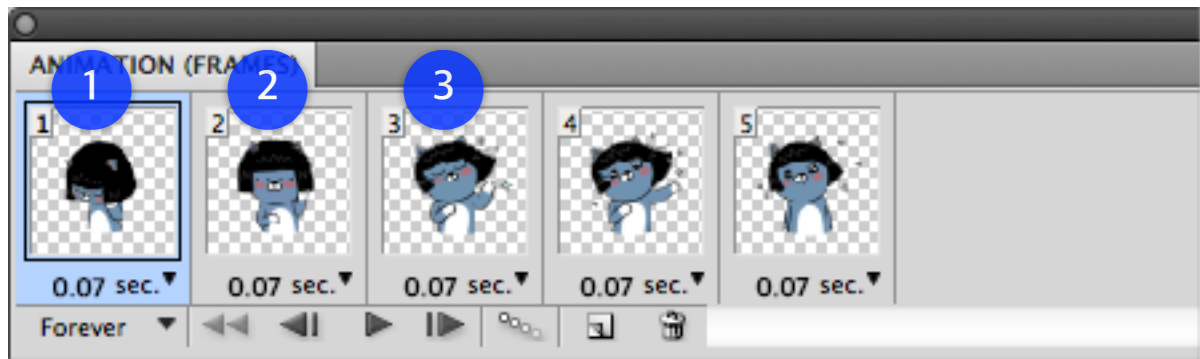 ANIMATION (FRAMES)
1 2 3
1 2 3 4 5
0.07 sec. 0.07 sec. 0.07 sec. 0.07 sec. 0.07 sec.
Forever